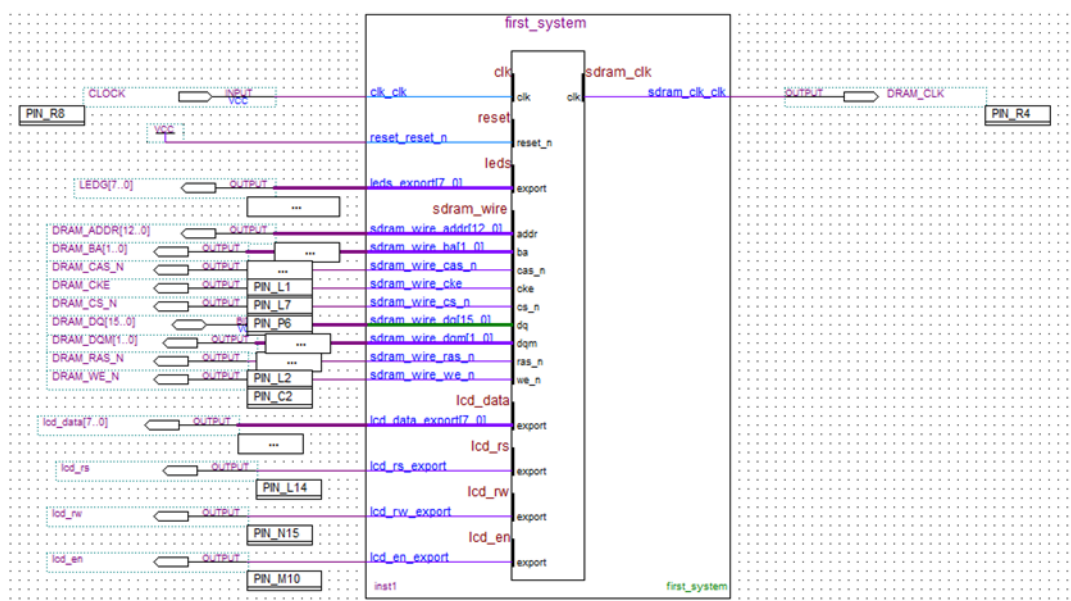 first_system
clk sdram_clk
CLOCK INPUT VCC clk_clk clk clk sdram_clk_clk OUTPUT DRAM_CLK
PIN_R8 PIN_R4
reset
VCC reset_reset_n reset_n
leds
LEDG[7..0] OUTPUT leds_export[7..0] export
...
sdram_wire
DRAM_ADDR[12..0] OUTPUT sdram_wire_addr[12..0] addr
DRAM_BA[1..0] OUTPUT ... sdram_wire_ba[1..0] ba
DRAM_CAS_N OUTPUT ... sdram_wire_cas_n cas_n
DRAM_CKE OUTPUT PIN_L1 sdram_wire_cke cke
DRAM_CS_N OUTPUT PIN_L7 sdram_wire_cs_n cs_n
DRAM_DQ[15..0] PIN_P6 sdram_wire_dq[15..0] dq
DRAM_DQM[1..0] OUTPUT ... sdram_wire_dqm[1..0] dqm
DRAM_RAS_N OUTPUT ... sdram_wire_ras_n ras_n
DRAM_WE_N OUTPUT PIN_L2 sdram_wire_we_n we_n
PIN_C2
lcd_data
lcd_data[7..0] OUTPUT lcd_data_export[7..0] export
...
lcd_rs
lcd_rs OUTPUT lcd_rs_export export
PIN_L14
lcd_rw
lcd_rw OUTPUT lcd_rw_export export
PIN_N15
lcd_en
lcd_en OUTPUT lcd_en_export export
PIN_M10
inst1 first_system